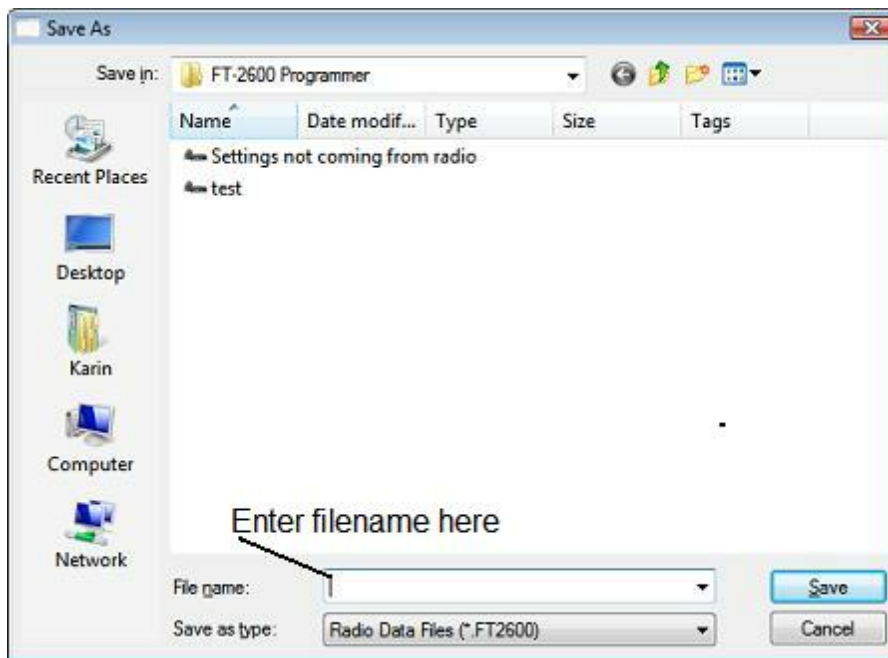 Save As
Save in:
FT-2600 Programmer
Name
Date modif...
Type
Size
Tags
Settings not coming from radio
test
Recent Places
Desktop
Karin
Computer
Network
Enter filename here
File name:
Save
Save as type:
Radio Data Files (*.FT2600)
Cancel